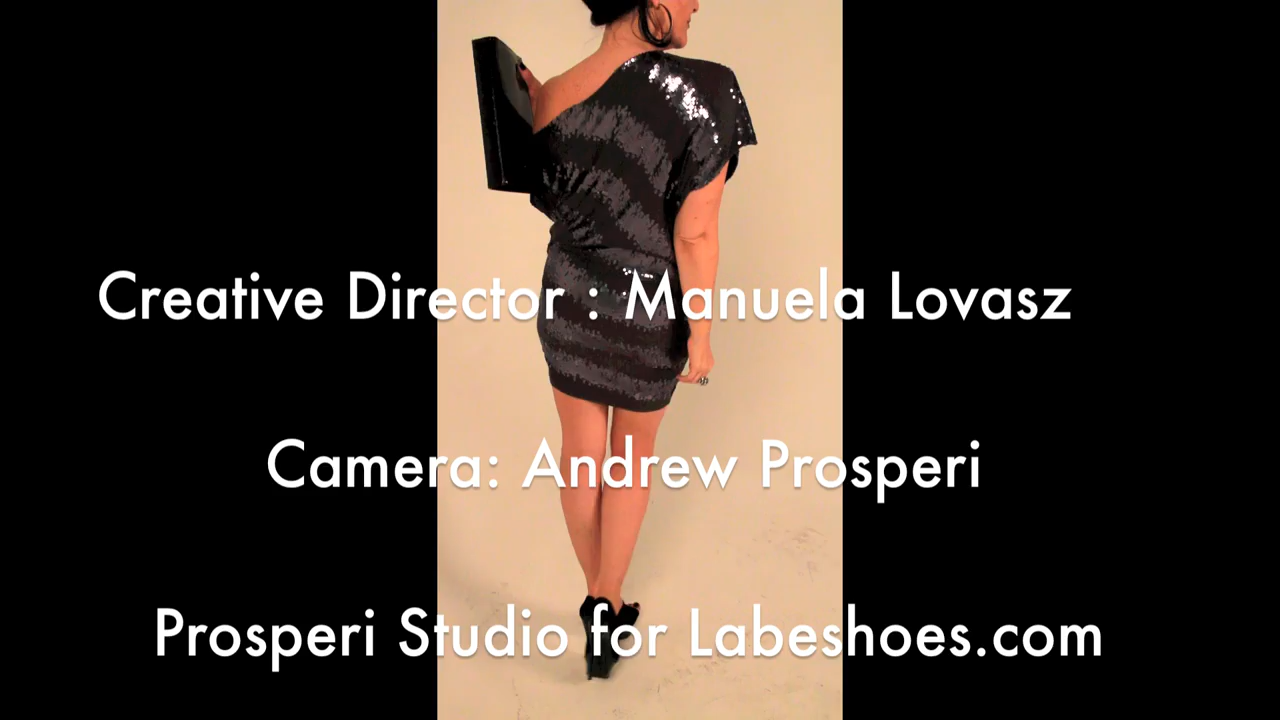 Creative Director : Manuela Lovasz
Camera: Andrew Prosperi
Prosperi Studio for Labeshoes.com